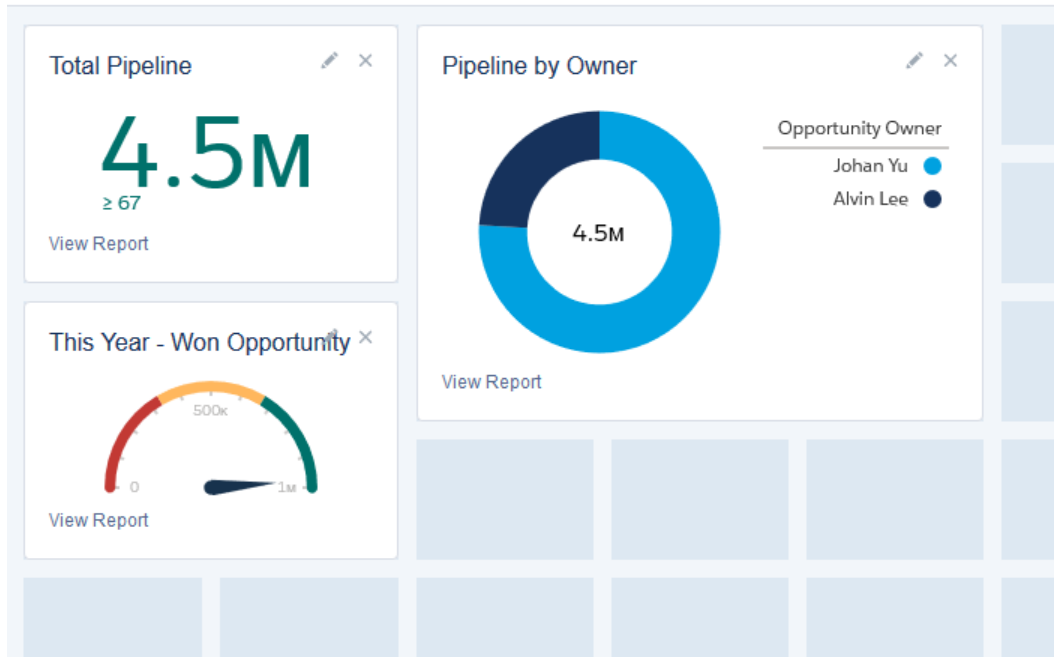 Total Pipeline
4.5M
≥ 67
View Report
Pipeline by Owner
4.5M
Opportunity Owner
Johan Yu
Alvin Lee
View Report
This Year - Won Opportunity
500K
0
1M
View Report